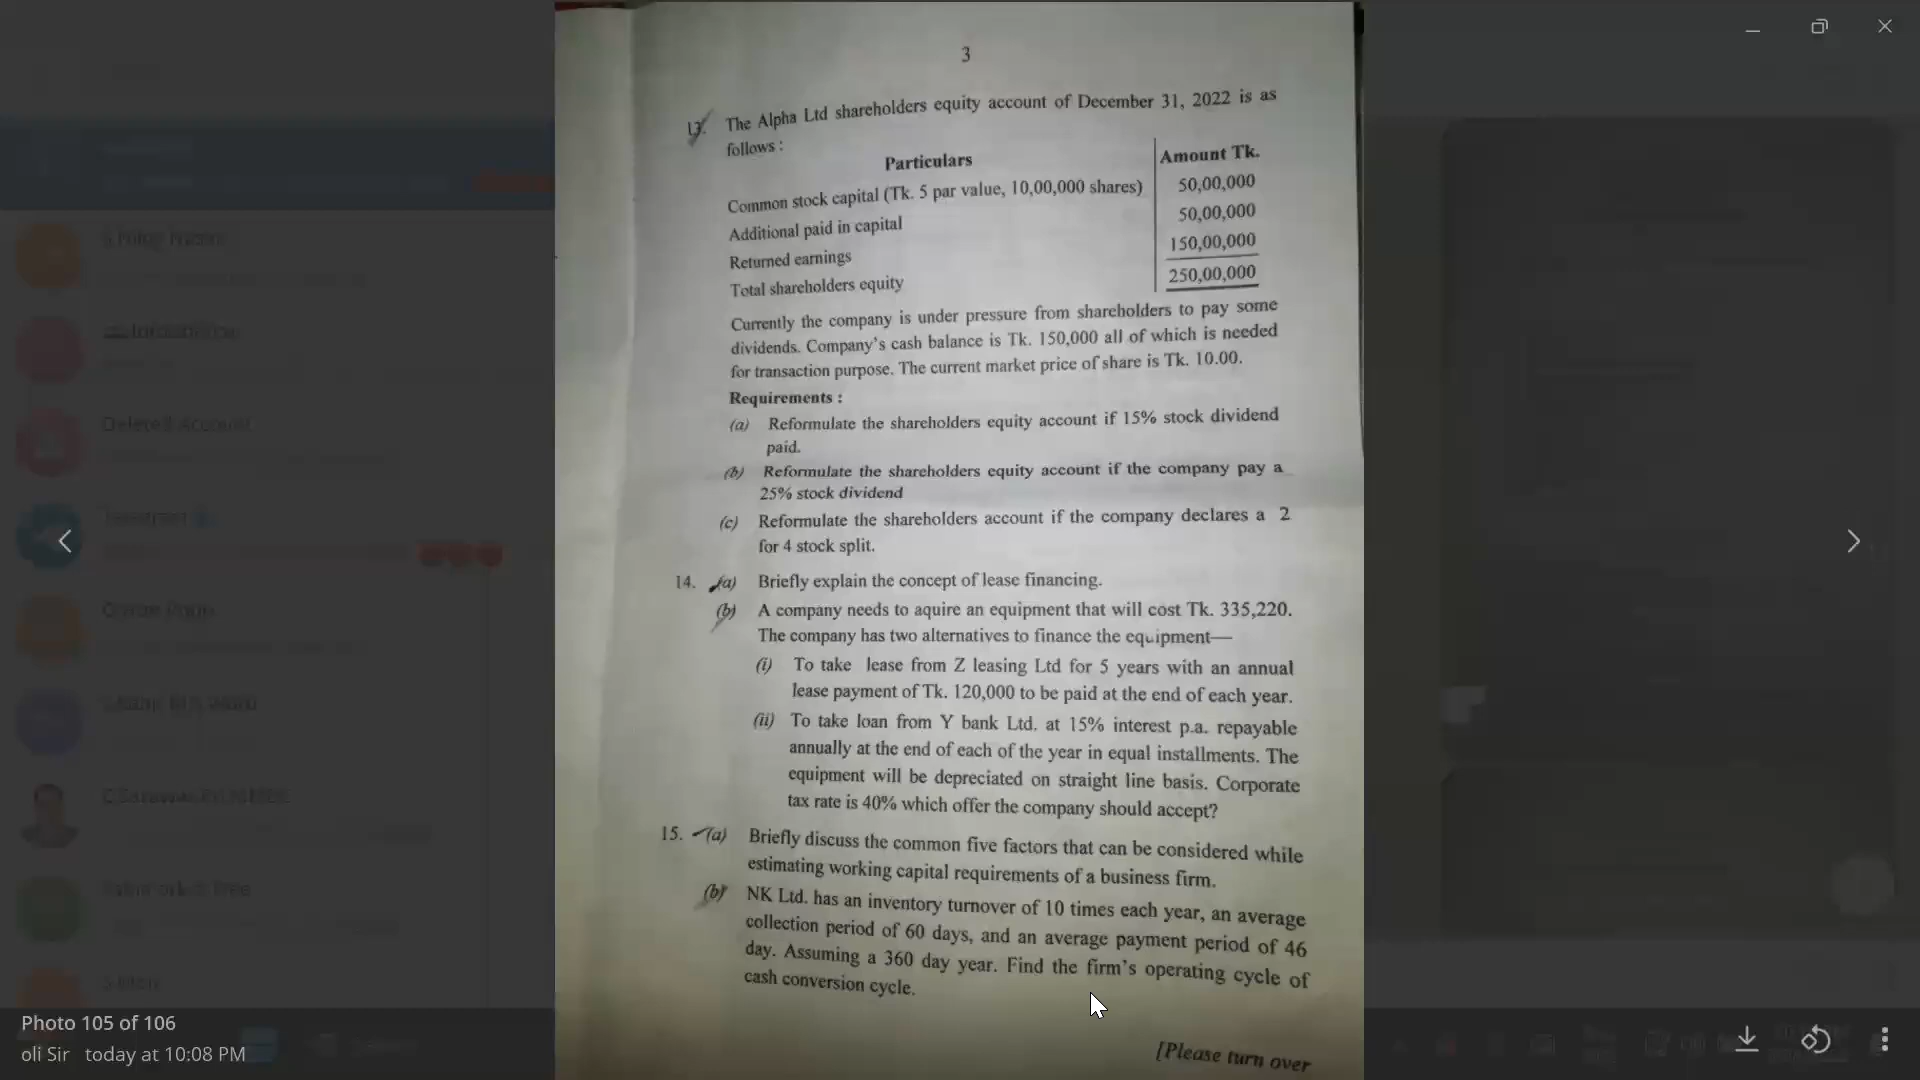 3
13. The Alpha Ltd shareholders equity account of December 31, 2022 is as
follows :
Particulars
Amount Tk.
Common stock capital (Tk. 5 par value, 10,00,000 shares) 50,00,000
Additional paid in capital 50,00,000
Returned earnings 150,00,000
Total shareholders equity 250,00,000
Currently the company is under pressure from shareholders to pay some
dividends. Company's cash balance is Tk. 150,000 all of which is needed
for transaction purpose. The current market price of share is Tk. 10.00.
Requirements :
(a) Reformulate the shareholders equity account if 15% stock dividend
paid.
(b) Reformulate the shareholders equity account if the company pay a
25% stock dividend
(c) Reformulate the shareholders account if the company declares a 2
for 4 stock split.
14. (a) Briefly explain the concept of lease financing.
(b) A company needs to aquire an equipment that will cost Tk. 335,220.
The company has two alternatives to finance the equipment—
(i) To take lease from Z leasing Ltd for 5 years with an annual
lease payment of Tk. 120,000 to be paid at the end of each year.
(ii) To take loan from Y bank Ltd. at 15% interest p.a. repayable
annually at the end of each of the year in equal installments. The
equipment will be depreciated on straight line basis. Corporate
tax rate is 40% which offer the company should accept?
15. (a) Briefly discuss the common five factors that can be considered while
estimating working capital requirements of a business firm.
(b) NK Ltd. has an inventory turnover of 10 times each year, an average
collection period of 60 days, and an average payment period of 46
day. Assuming a 360 day year. Find the firm's operating cycle of
cash conversion cycle.
[Please turn over
Deleted Account
Telegram
Photo 105 of 106
oli Sir today at 10:08 PM